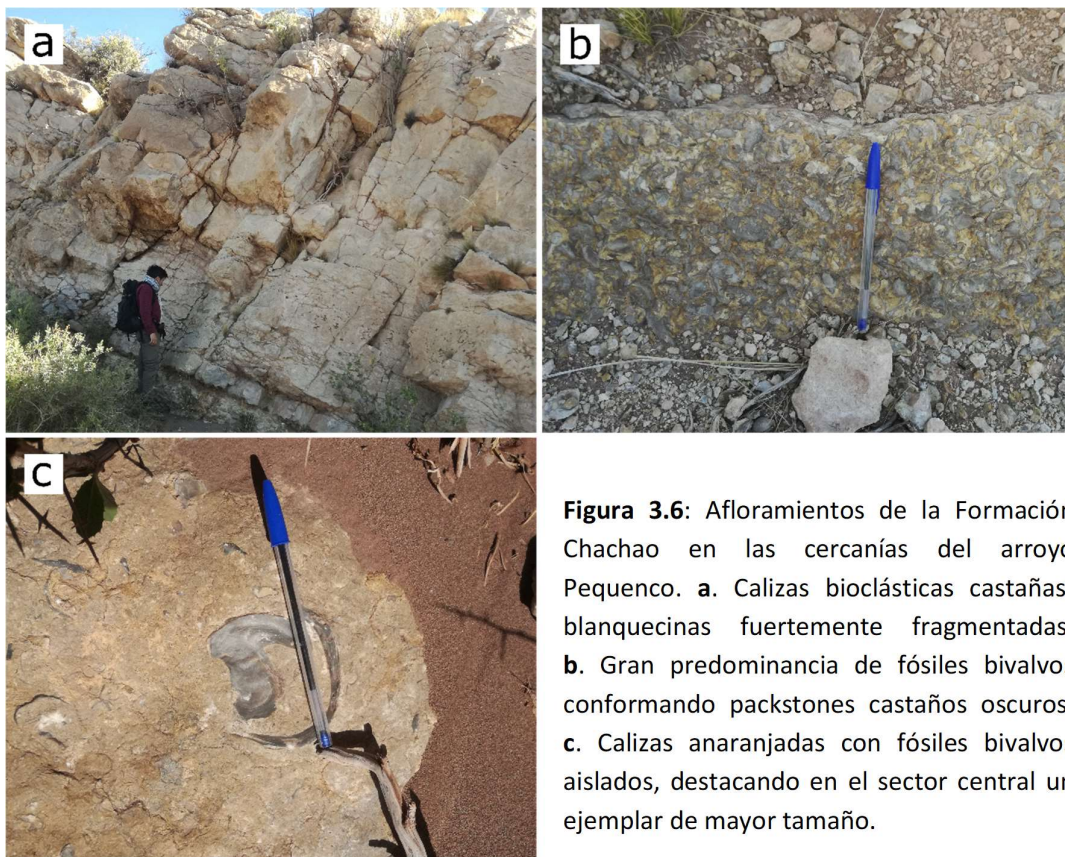 a
b
c
Figura 3.6: Afloramientos de la Formación
Chachao en las cercanías del arroyo
Pequenco. a. Calizas bioclásticas castañas
blanquecinas fuertemente fragmentadas
b. Gran predominancia de fósiles bivalvo
conformando packstones castaños oscuros
c. Calizas anaranjadas con fósiles bivalvo
aislados, destacando en el sector central un
ejemplar de mayor tamaño.